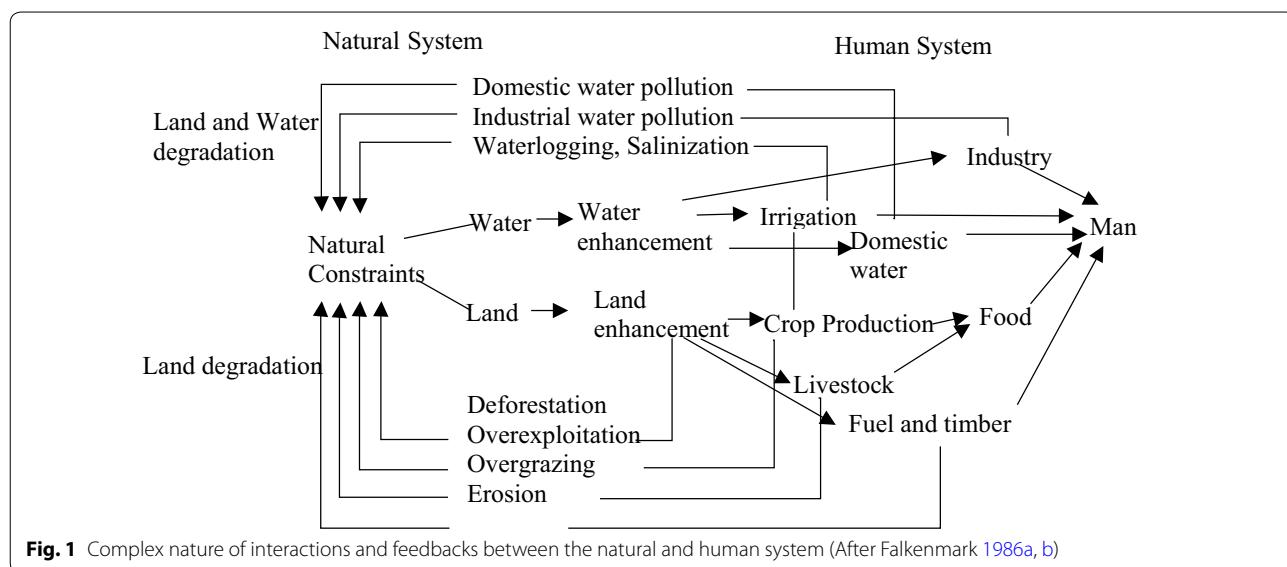 Natural System
Human System
Domestic water pollution
Industrial water pollution
Waterlogging, Salinization
Land and Water
degradation
Industry
Natural
Constraints
Water
Water
enhancement
Irrigation
Domestic
water
Man
Land
Land
enhancement
Crop Production
Food
Land degradation
Livestock
Fuel and timber
Deforestation
Overexploitation
Overgrazing
Erosion
Fig. 1 Complex nature of interactions and feedbacks between the natural and human system (After Falkenmark 1986a, b)